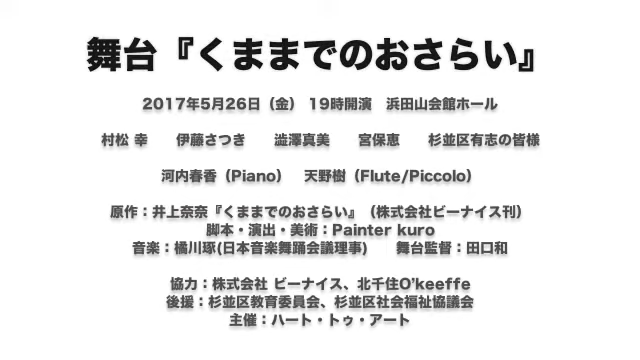 舞台『くままでのおさらい』
2017年5月26日（金） 19時開演　浜田山会館ホール
村松 幸　　伊藤さつき　　澁澤真美　　宮保恵　　杉並区有志の皆様
河内春香（Piano）　天野樹（Flute/Piccolo）
原作：井上奈奈『くままでのおさらい』（株式会社ビーナイス刊）
脚本・演出・美術：Painter kuro
音楽：橘川琢(日本音楽舞踊会議理事)　　舞台監督：田口和
協力：株式会社 ビーナイス、北千住O’keeffe
後援：杉並区教育委員会、杉並区社会福祉協議会
主催：ハート・トゥ・アート